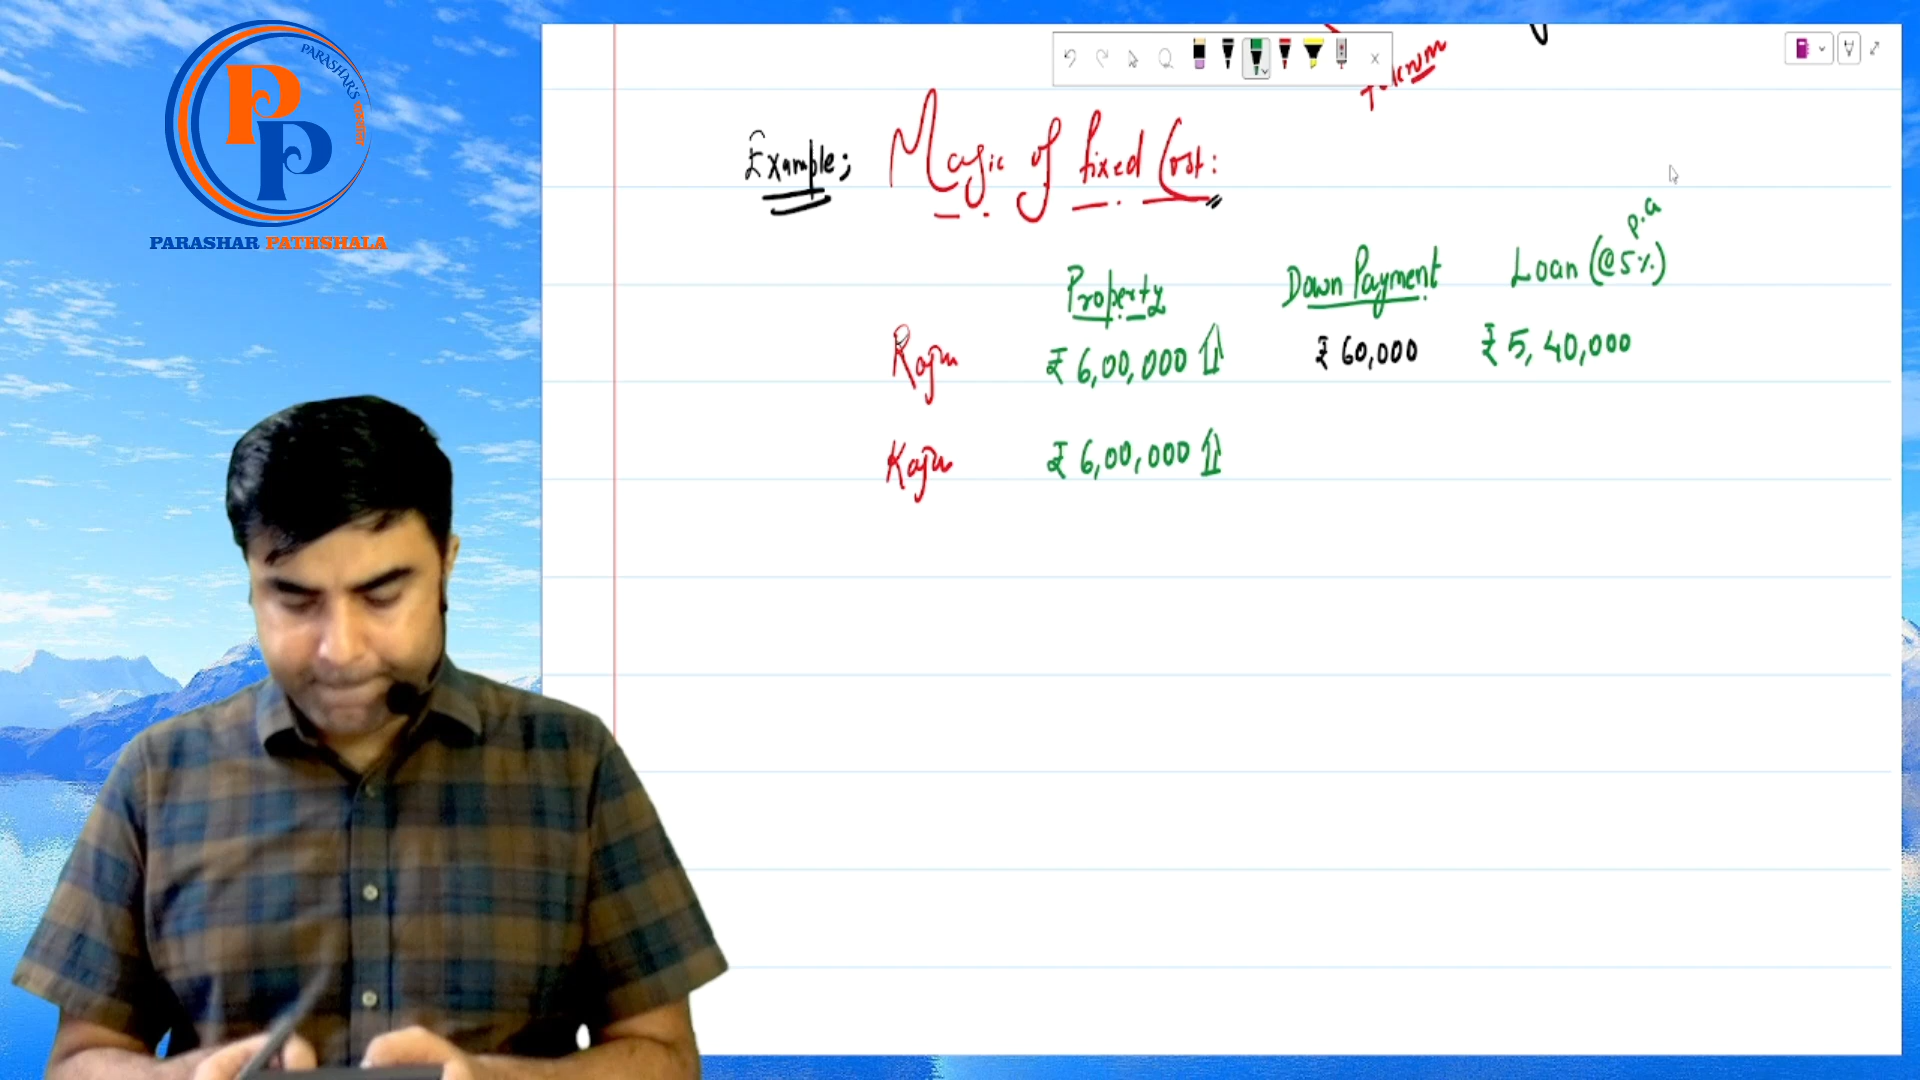 PARASHAR'S
PARASHAR PATHSHALA
Fulcrum
Example; Magic of fixed Cost:
p.a
Property Down Payment Loan (@5%)
Raju ₹ 6,00,000 ₹ 60,000 ₹ 5,40,000
Kaju ₹ 6,00,000